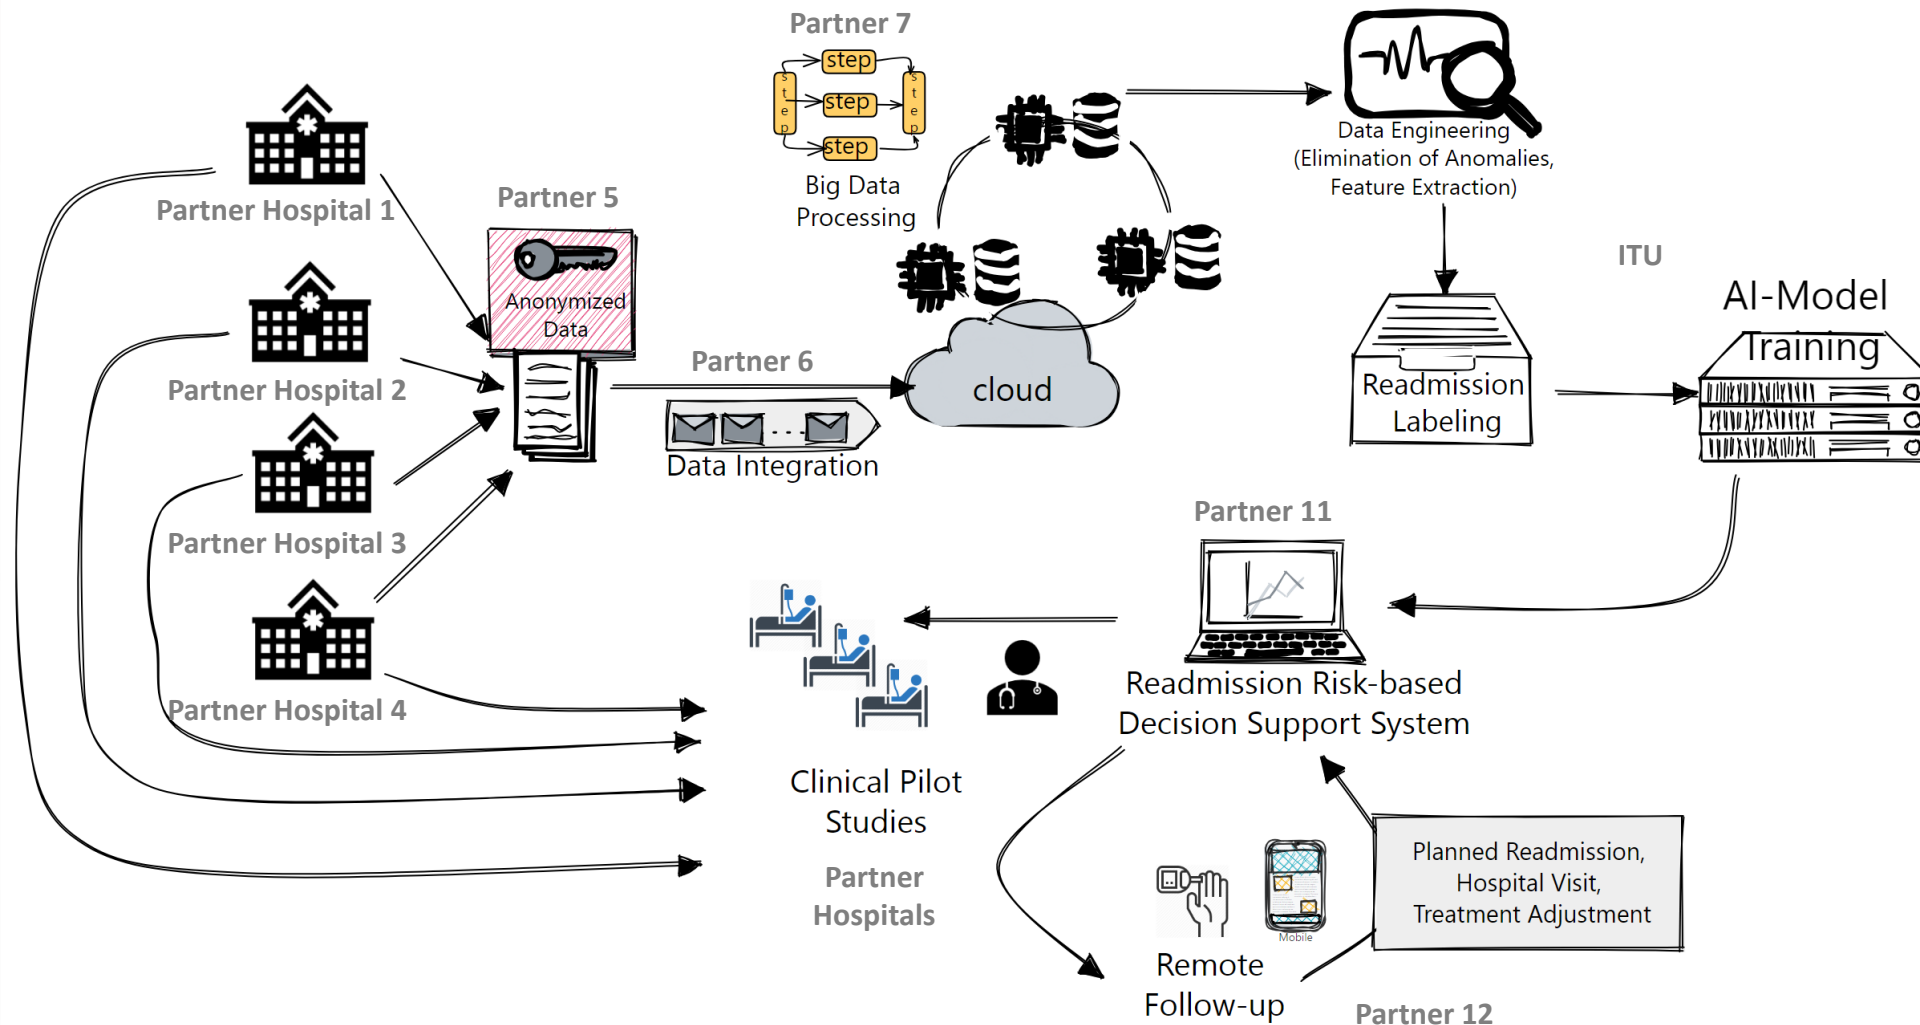 Partner 7
step
step
step
step
step
Big Data
Processing
Partner Hospital 1
Partner Hospital 2
Partner Hospital 3
Partner Hospital 4
Partner 5
Anonymized
Data
Partner 6
Data Integration
cloud
Data Engineering
(Elimination of Anomalies,
Feature Extraction)
Readmission
Labeling
ITU
AI-Model
Training
Partner 11
Readmission Risk-based
Decision Support System
Clinical Pilot
Studies
Partner
Hospitals
Mobile
Remote
Follow-up
Planned Readmission,
Hospital Visit,
Treatment Adjustment
Partner 12